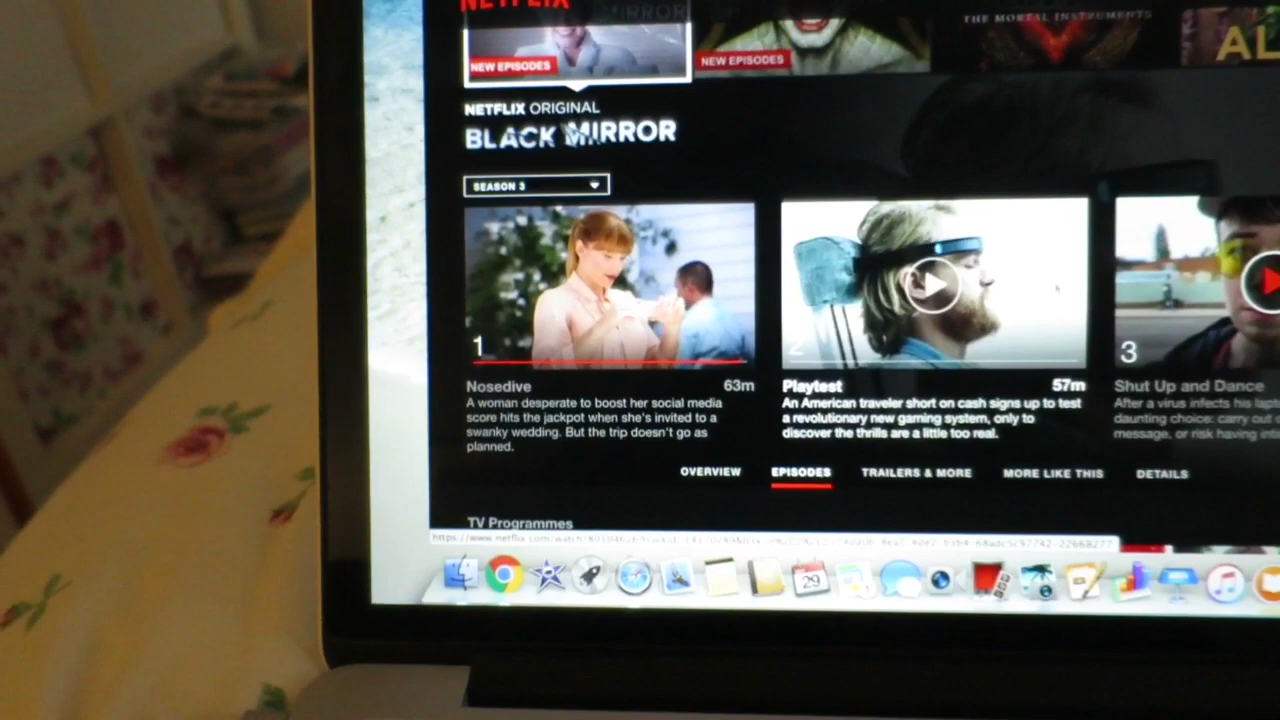 NETFLIX
MIRROR
THE MORTAL INSTRUMENTS
NEW EPISODES
NEW EPISODES
AL
NETFLIX ORIGINAL
BLACK MIRROR
SEASON 3
1
2
3
Nosedive 63m
A woman desperate to boost her social media
score hits the jackpot when she's invited to a
swanky wedding. But the trip doesn't go as
planned.
Playtest 57m
An American traveler short on cash signs up to test
a revolutionary new gaming system, only to
discover the thrills are a little too real.
Shut Up and Dance
After a virus infects his
daunting choice: carry out
message, or risk having
OVERVIEW EPISODES TRAILERS & MORE MORE LIKE THIS DETAILS
TV Programmes
29